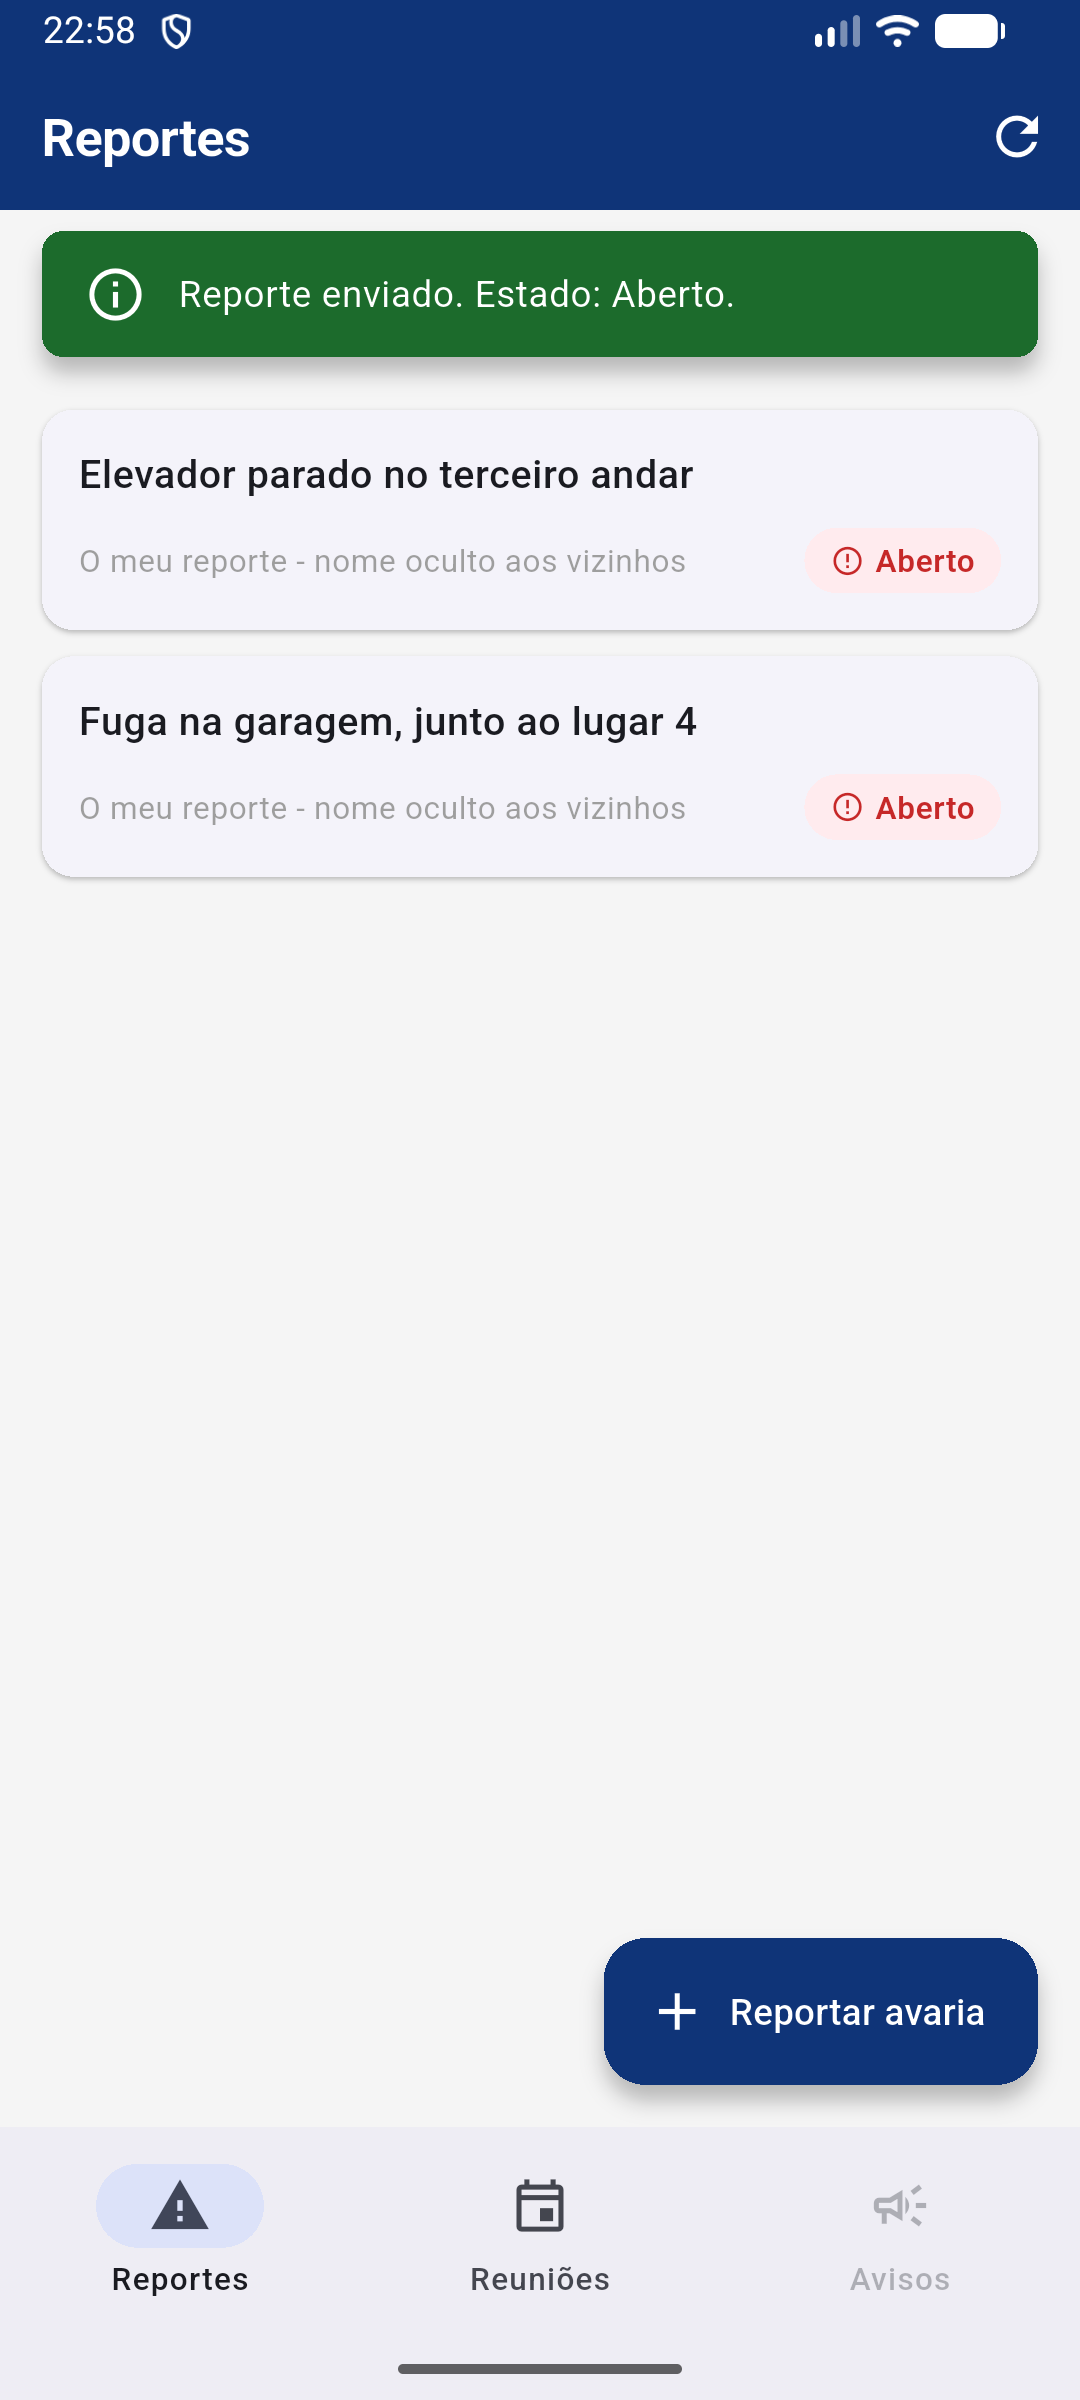 22:58
Reportes
Reporte enviado. Estado: Aberto.
Elevador parado no terceiro andar
O meu reporte - nome oculto aos vizinhos
Aberto
Fuga na garagem, junto ao lugar 4
O meu reporte - nome oculto aos vizinhos
Aberto
Reportar avaria
Reportes
Reuniões
Avisos